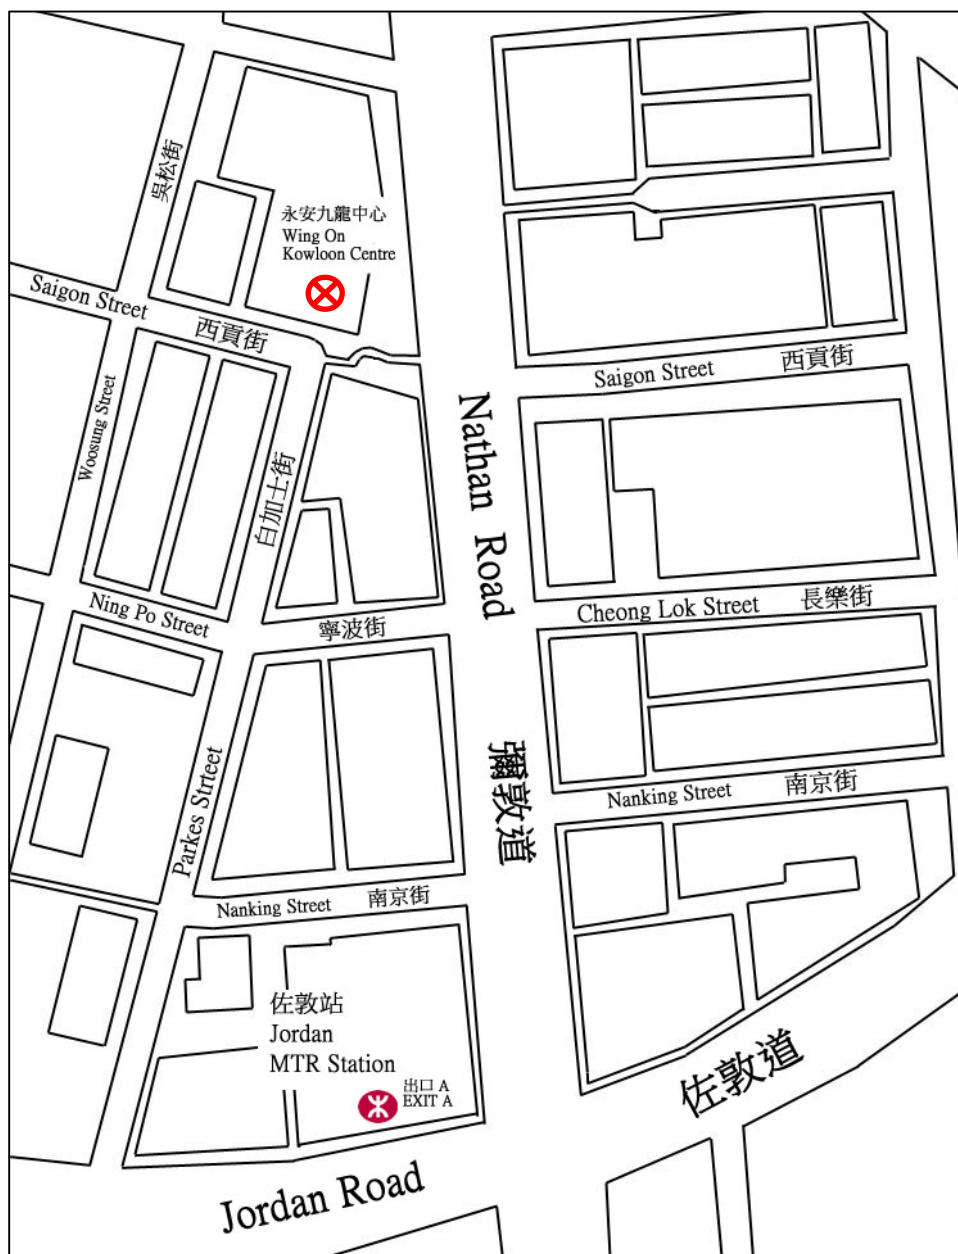 吳松街
永安九龍中心
Wing On
Kowloon Centre
Saigon Street
西貢街
Saigon Street
西貢街
Woosung Street
白加士街
Nathan Road
Ning Po Street
寧波街
Cheong Lok Street
長樂街
Parkes Strteet
彌敦道
Nanking Street
南京街
Nanking Street
南京街
佐敦站
Jordan
MTR Station
出口 A
EXIT A
佐敦道
Jordan Road